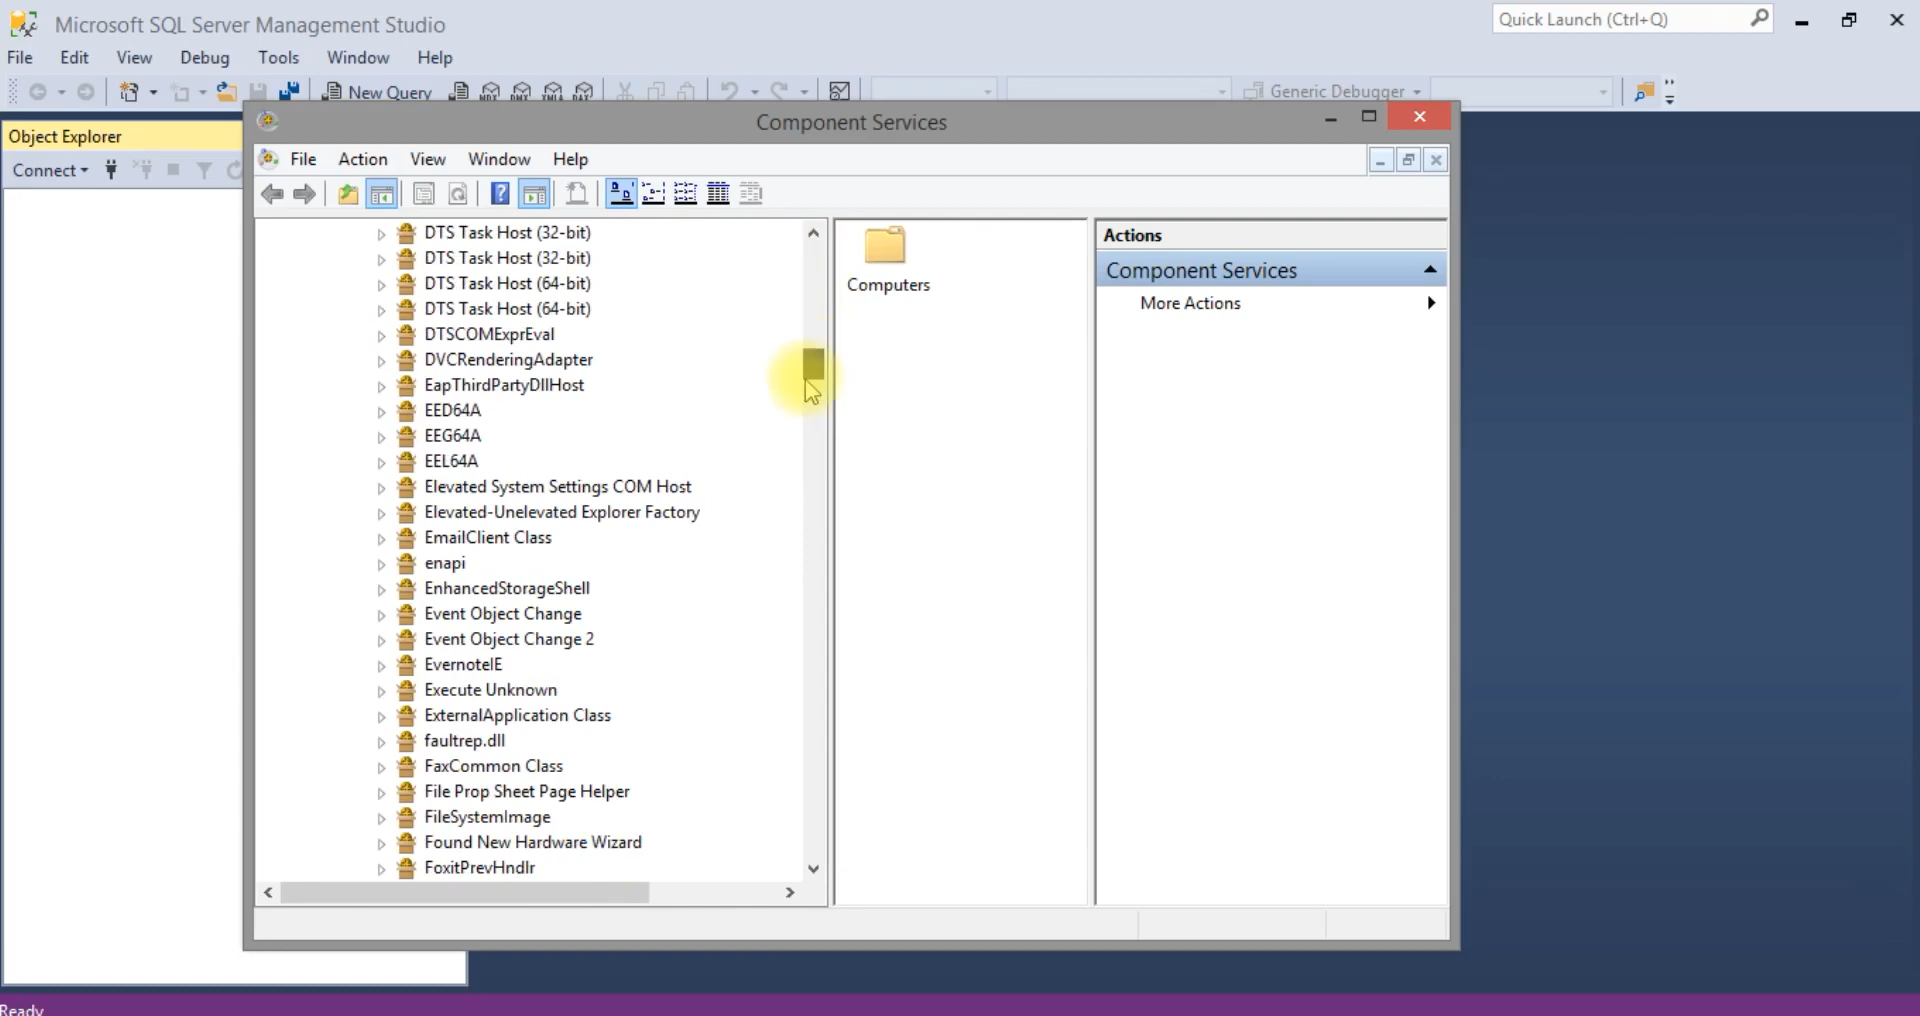 Microsoft SQL Server Management Studio
Quick Launch (Ctrl+Q)
File Edit View Debug Tools Window Help
New Query
Generic Debugger
Object Explorer
Connect
Component Services
File Action View Window Help
DTS Task Host (32-bit)
DTS Task Host (32-bit)
DTS Task Host (64-bit)
DTS Task Host (64-bit)
DTSCOMExprEval
DVCRenderingAdapter
EapThirdPartyDllHost
EED64A
EEG64A
EEL64A
Elevated System Settings COM Host
Elevated-Unelevated Explorer Factory
EmailClient Class
enapi
EnhancedStorageShell
Event Object Change
Event Object Change 2
EvernoteIE
Execute Unknown
ExternalApplication Class
faultrep.dll
FaxCommon Class
File Prop Sheet Page Helper
FileSystemImage
Found New Hardware Wizard
FoxitPrevHndlr
Computers
Actions
Component Services
More Actions
Ready